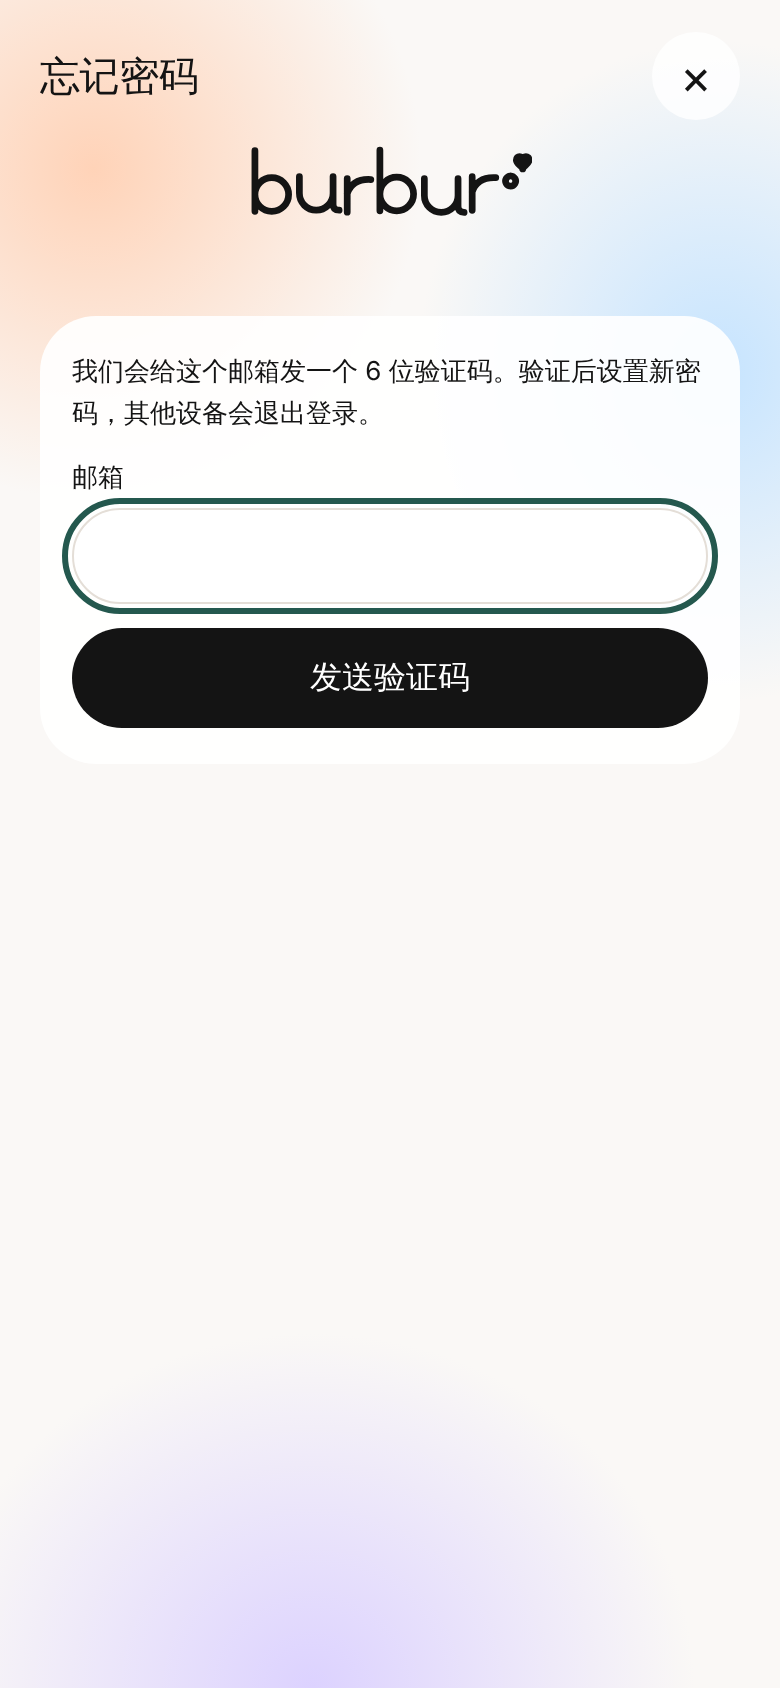 忘记密码
burbur
我们会给这个邮箱发一个 6 位验证码。验证后设置新密
码，其他设备会退出登录。
邮箱
发送验证码